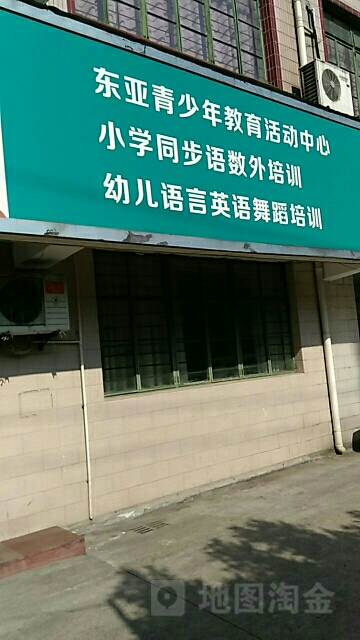 东亚青少年教育活动中心
小学同步语数外培训
幼儿语言英语舞蹈培训
地图淘金